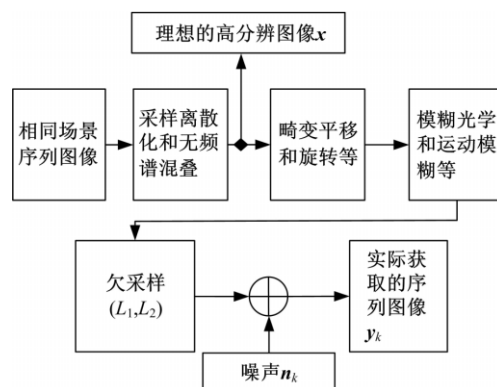 理想的高分辨图像x
相同场景
序列图像
采样离散
化和无频
谱混叠
畸变平移
和旋转等
模糊光学
和运动模
糊等
欠采样
(L₁,L₂)
实际获
取的序
列图像
yₖ
噪声nₖ